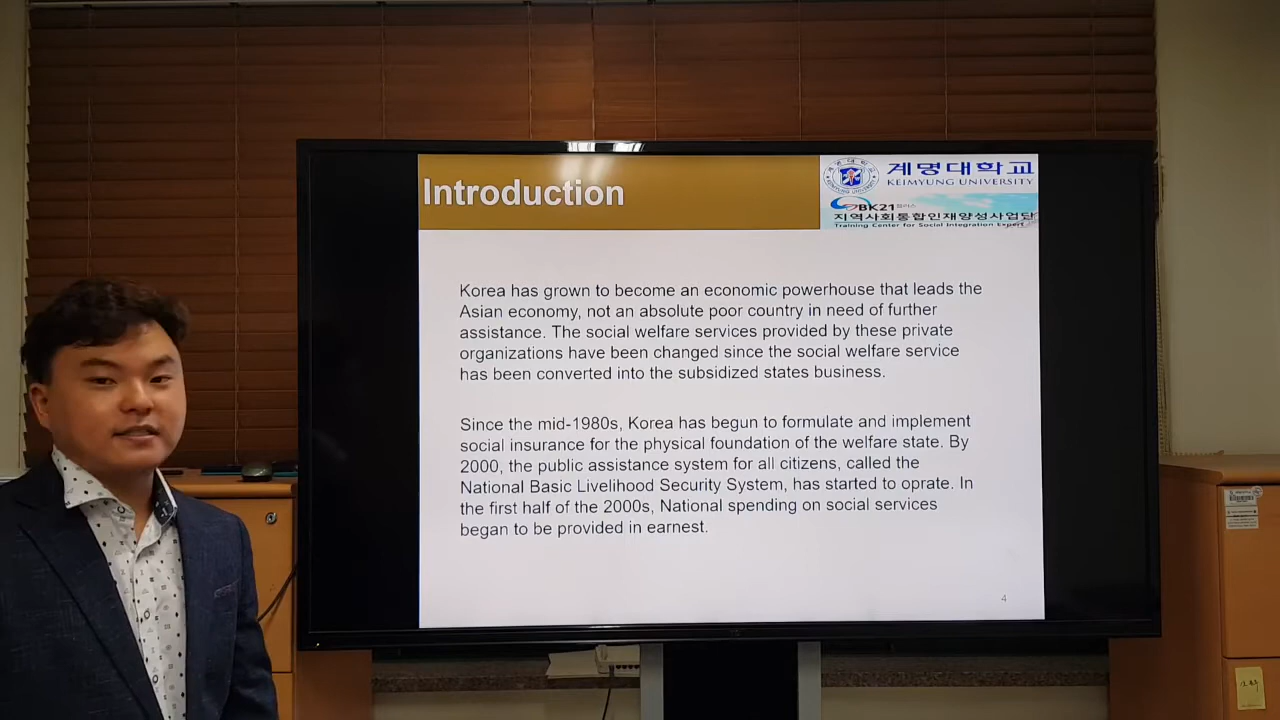 Introduction
계명대학교
KEIMYUNG UNIVERSITY
BK21 플러스
지역사회통합인재양성사업단
Training Center for Social Integration Expert
Korea has grown to become an economic powerhouse that leads the
Asian economy, not an absolute poor country in need of further
assistance. The social welfare services provided by these private
organizations have been changed since the social welfare service
has been converted into the subsidized states business.
Since the mid-1980s, Korea has begun to formulate and implement
social insurance for the physical foundation of the welfare state. By
2000, the public assistance system for all citizens, called the
National Basic Livelihood Security System, has started to oprate. In
the first half of the 2000s, National spending on social services
began to be provided in earnest.
4